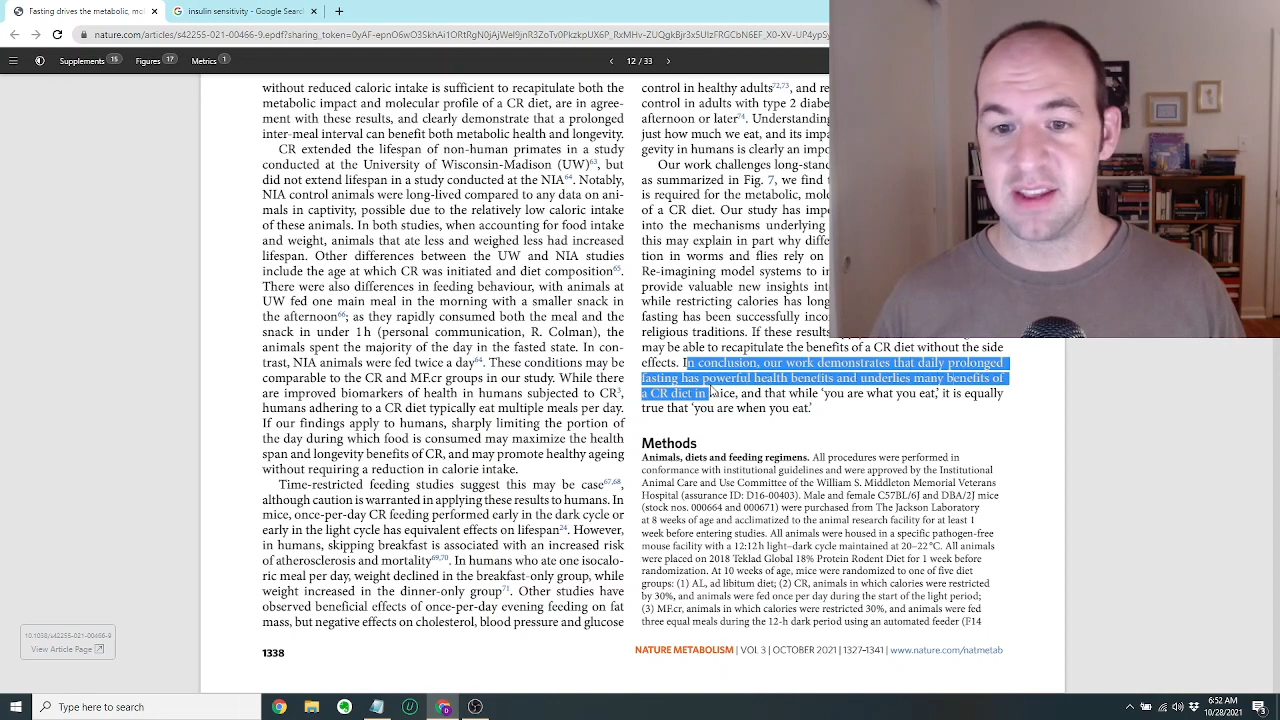 Fasting drives the metabolic, mol
insulin sensitivity - Google Search
nature.com/articles/s42255-021-00466-9.epdf?sharing_token=
Supplements 15
Figures 17
Metrics 1
12 / 33
without reduced caloric intake is sufficient to recapitulate both the
metabolic impact and molecular profile of a CR diet, are in agree-
ment with these results, and clearly demonstrate that a prolonged
inter-meal interval can benefit both metabolic health and longevity.
CR extended the lifespan of non-human primates in a study
conducted at the University of Wisconsin-Madison (UW)63, but
did not extend lifespan in a study conducted at the NIA64. Notably,
NIA control animals were long-lived compared to any data on ani-
mals in captivity, possible due to the relatively low caloric intake
of these animals. In both studies, when accounting for food intake
and weight, animals that ate less and weighed less had increased
lifespan. Other differences between the UW and NIA studies
include the age at which CR was initiated and diet composition65.
There were also differences in feeding behaviour, with animals at
UW fed one main meal in the morning with a smaller snack in
the afternoon66; as they rapidly consumed both the meal and the
snack in under 1 h (personal communication, R. Colman), the
animals spent the majority of the day in the fasted state. In con-
trast, NIA animals were fed twice a day64. These conditions may be
comparable to the CR and MF.cr groups in our study. While there
are improved biomarkers of health in humans subjected to CR3,
humans adhering to a CR diet typically eat multiple meals per day.
If our findings apply to humans, sharply limiting the portion of
the day during which food is consumed may maximize the health
span and longevity benefits of CR, and may promote healthy ageing
without requiring a reduction in calorie intake.
Time-restricted feeding studies suggest this may be case67,68,
although caution is warranted in applying these results to humans. In
mice, once-per-day CR feeding performed early in the dark cycle or
early in the light cycle has equivalent effects on lifespan24. However,
in humans, skipping breakfast is associated with an increased risk
of atherosclerosis and mortality69,70. In humans who ate one isocalo-
ric meal per day, weight declined in the breakfast-only group, while
weight increased in the dinner-only group71. Other studies have
observed beneficial effects of once-per-day evening feeding on fat
mass, but negative effects on cholesterol, blood pressure and glucose
control in healthy adults72,73, and re
control in adults with type 2 diabe
afternoon or later74. Understanding
just how much we eat, and its impa
gevity in humans is clearly an impo
Our work challenges long-stand
as summarized in Fig. 7, we find t
is required for the metabolic, mole
of a CR diet. Our study has impo
into the mechanisms underlying
this may explain in part why diffe
tion in worms and flies rely on
Re-imagining model systems to in
provide valuable new insights into
while restricting calories has long
fasting has been successfully inco
religious traditions. If these results
may be able to recapitulate the benefits of a CR diet without the side
effects. In conclusion, our work demonstrates that daily prolonged
fasting has powerful health benefits and underlies many benefits of
a CR diet in mice, and that while ‘you are what you eat,’ it is equally
true that ‘you are when you eat.’
Methods
Animals, diets and feeding regimens. All procedures were performed in
conformance with institutional guidelines and were approved by the Institutional
Animal Care and Use Committee of the William S. Middleton Memorial Veterans
Hospital (assurance ID: D16-00403). Male and female C57BL/6J and DBA/2J mice
(stock nos. 000664 and 000671) were purchased from The Jackson Laboratory
at 8 weeks of age and acclimatized to the animal research facility for at least 1
week before entering studies. All animals were housed in a specific pathogen-free
mouse facility with a 12:12 h light–dark cycle maintained at 20–22 °C. All animals
were placed on 2018 Teklad Global 18% Protein Rodent Diet for 1 week before
randomization. At 10 weeks of age, mice were randomized to one of five diet
groups: (1) AL, ad libitum diet; (2) CR, animals in which calories were restricted
by 30%, and animals were fed once per day during the start of the light period;
(3) MF.cr, animals in which calories were restricted 30%, and animals were fed
three equal meals during the 12-h dark period using an automated feeder (F14
10.1038/s42255-021-00466-9
View Article Page
1338
NATURE METABOLISM | VOL 3 | OCTOBER 2021 | 1327–1341 | www.nature.com/natmetab
Type here to search
6:52 AM
10/28/2021